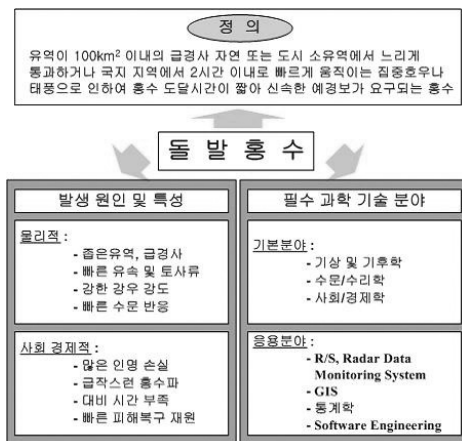 정 의
유역이 100km² 이내의 급경사 자연 또는 도시 소유역에서 느리게
통과하거나 국지 지역에서 2시간 이내로 빠르게 움직이는 집중호우나
태풍으로 인하여 홍수 도달시간이 짧아 신속한 예경보가 요구되는 홍수
돌 발 홍 수
발생 원인 및 특성
물리적 :
- 좁은유역, 급경사
- 빠른 유속 및 토사류
- 강한 강우 강도
- 빠른 수문 반응
사회 경제적 :
- 많은 인명 손실
- 급작스런 홍수파
- 대비 시간 부족
- 빠른 피해복구 재원
필수 과학 기술 분야
기본분야 :
- 기상 및 기후학
- 수문/수리학
- 사회/경제학
응용분야 :
- R/S, Radar Data
Monitoring System
- GIS
- 통계학
- Software Engineering